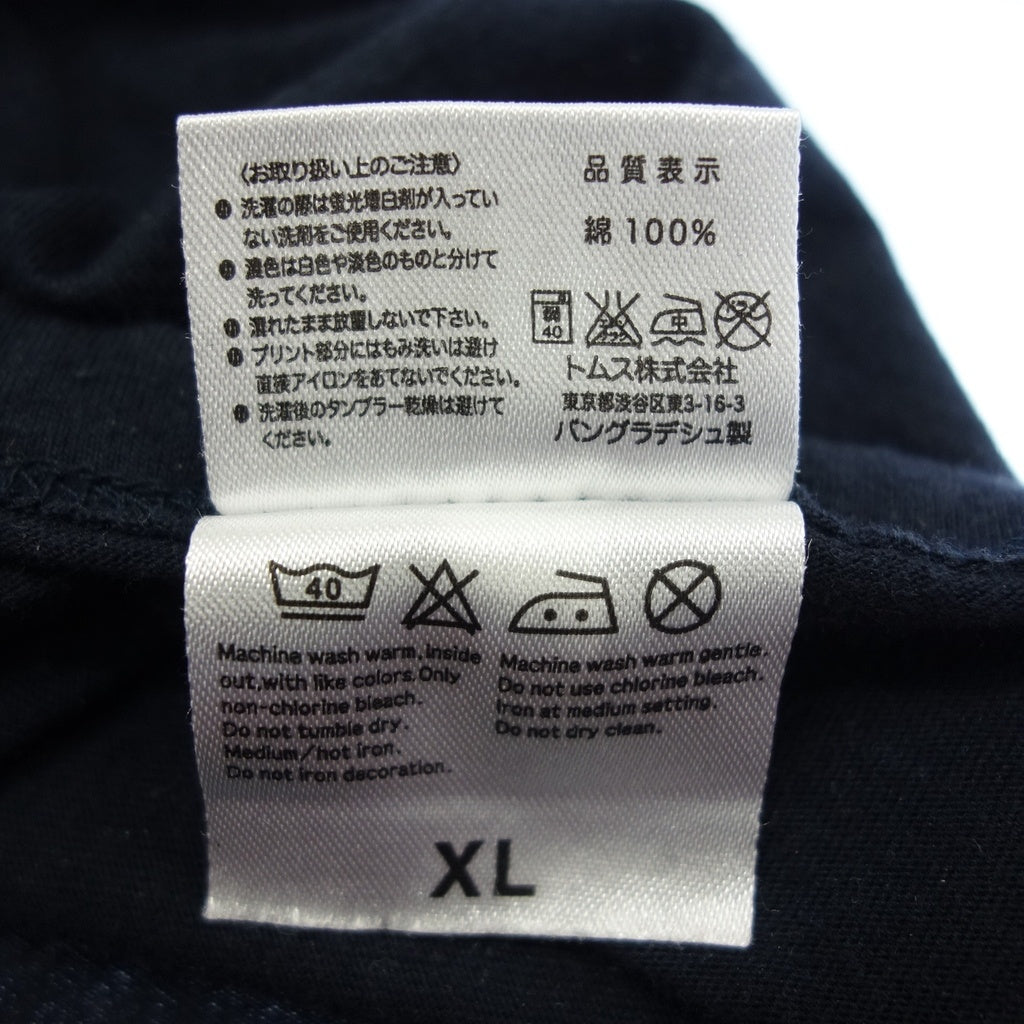 〈お取り扱い上のご注意〉
● 洗濯の際は蛍光増白剤が入ってい
ない洗剤をご使用ください。
● 濃色は白色や淡色のものと分けて
洗ってください。
● 濡れたまま放置しないで下さい。
● プリント部分にはもみ洗いは避け
直接アイロンをあてないでください。
● 洗濯後のタンブラー乾燥は避けて
ください。
品質表示
綿 100%
弱
40
中
トムス株式会社
東京都渋谷区東3-16-3
バングラデシュ製
40
Machine wash warm, Inside
out, with like colors. Only
non-chlorine bleach.
Do not tumble dry.
Medium/hot iron.
Do not iron decoration.
Machine wash warm gentle.
Do not use chlorine bleach.
Iron at medium setting.
Do not dry clean.
XL